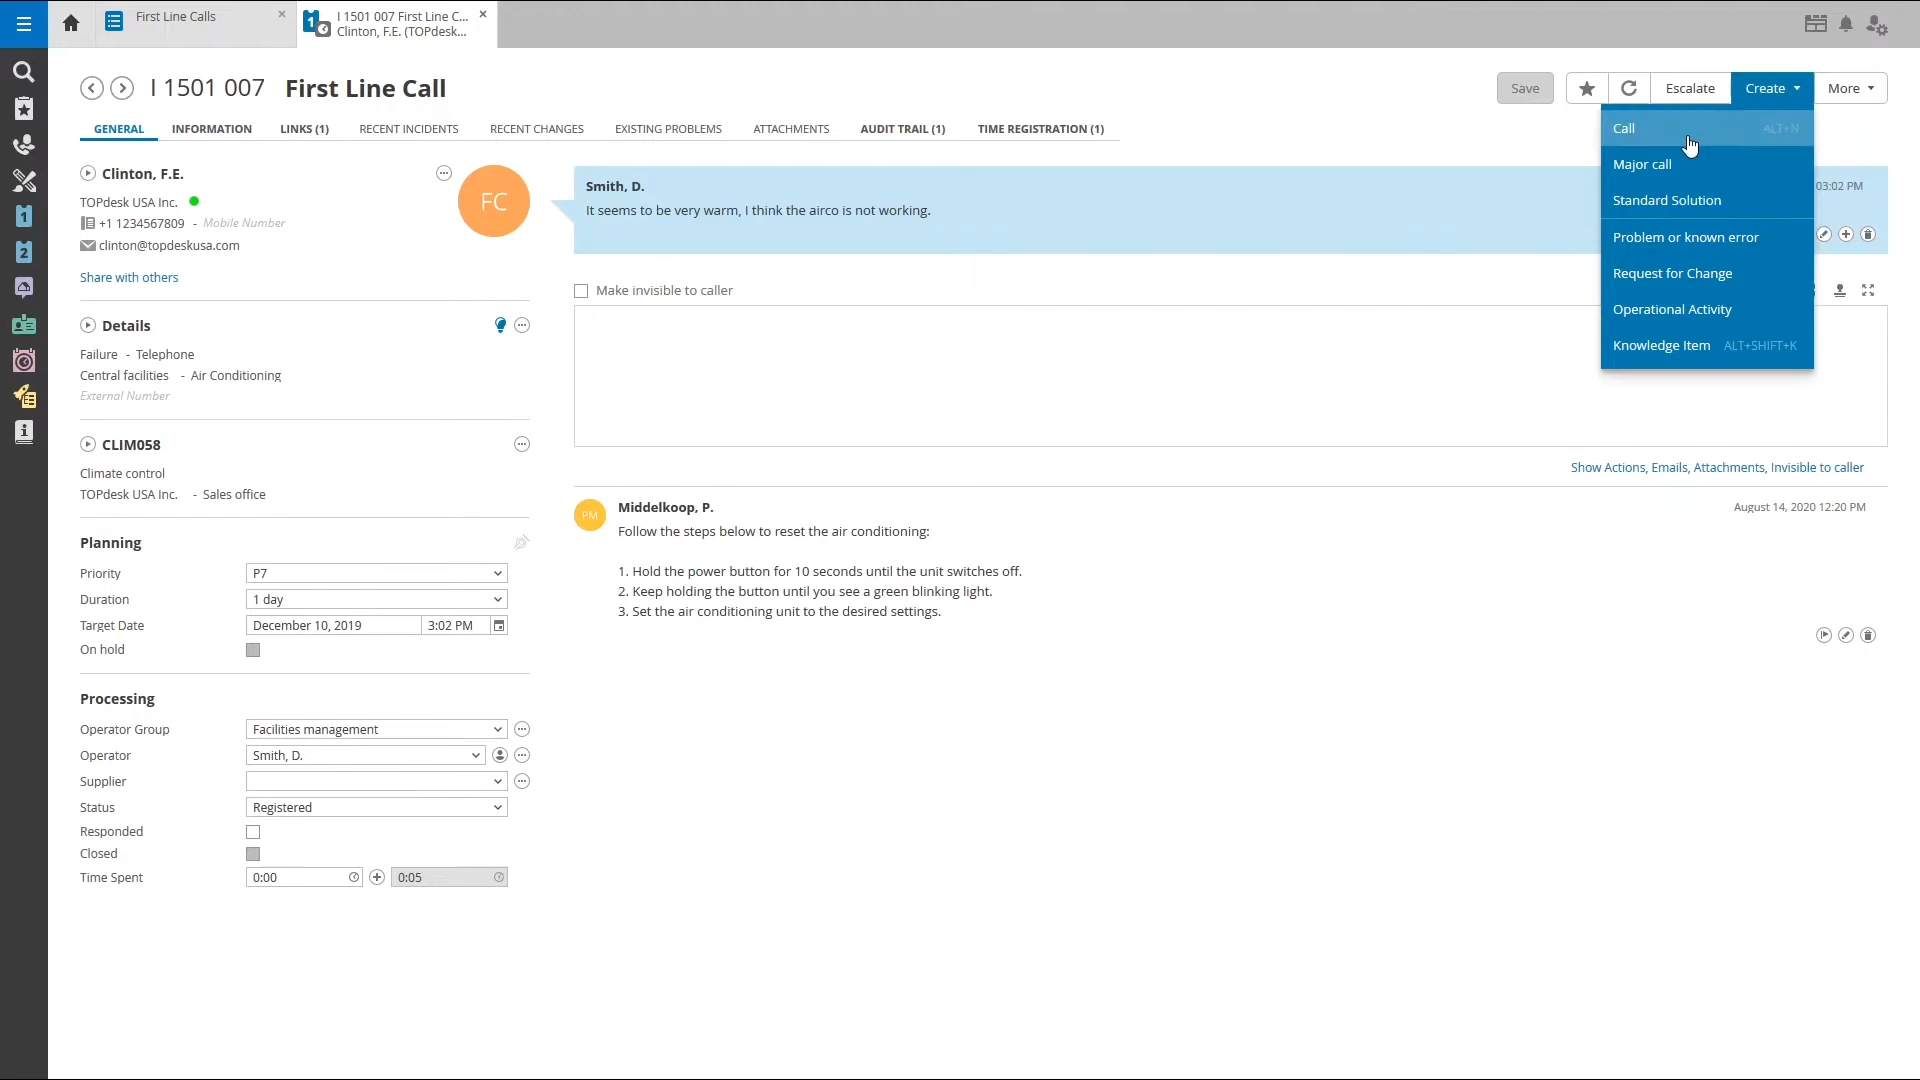 First Line Calls
1
I 1501 007 First Line C...
Clinton, F.E. (TOPdesk...
I 1501 007 First Line Call
Save
Escalate
Create
More
GENERAL
INFORMATION
LINKS (1)
RECENT INCIDENTS
RECENT CHANGES
EXISTING PROBLEMS
ATTACHMENTS
AUDIT TRAIL (1)
TIME REGISTRATION (1)
Call ALT+N
Major call
Standard Solution
Problem or known error
Request for Change
Operational Activity
Knowledge Item ALT+SHIFT+K
1
2
Clinton, F.E.
TOPdesk USA Inc.
+1 1234567809 - Mobile Number
clinton@topdeskusa.com
Share with others
FC
Smith, D.
03:02 PM
It seems to be very warm, I think the airco is not working.
Make invisible to caller
Details
Failure - Telephone
Central facilities - Air Conditioning
External Number
CLIM058
Climate control
TOPdesk USA Inc. - Sales office
Show Actions, Emails, Attachments, Invisible to caller
PM
Middelkoop, P.
August 14, 2020 12:20 PM
Follow the steps below to reset the air conditioning:
1. Hold the power button for 10 seconds until the unit switches off.
2. Keep holding the button until you see a green blinking light.
3. Set the air conditioning unit to the desired settings.
Planning
Priority P7
Duration 1 day
Target Date December 10, 2019 3:02 PM
On hold
Processing
Operator Group Facilities management
Operator Smith, D.
Supplier
Status Registered
Responded
Closed
Time Spent 0:00 0:05